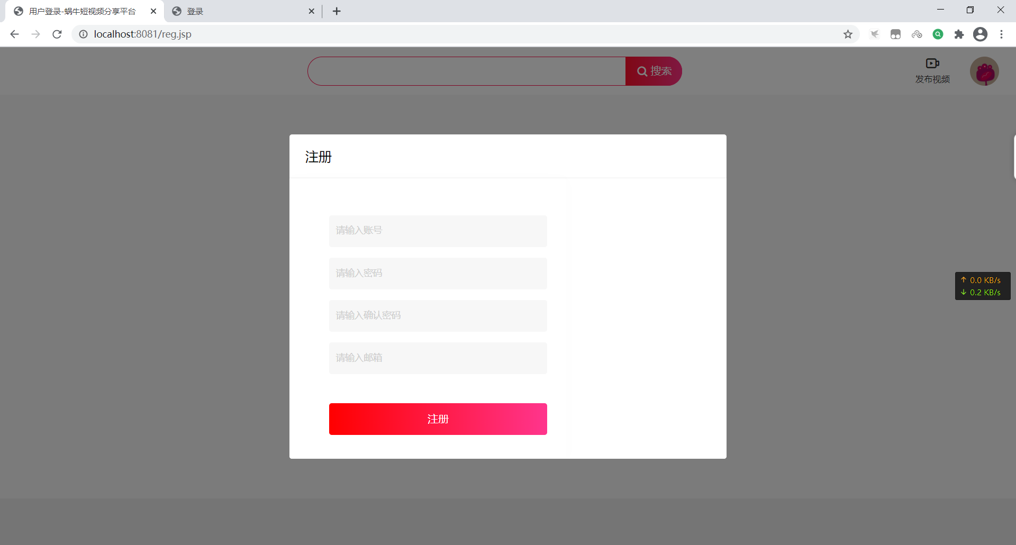 用户登录-蜗牛短视频分享平台
登录
localhost:8081/reg.jsp
搜索
发布视频
注册
请输入账号
请输入密码
请输入确认密码
请输入邮箱
注册
↑ 0.0 KB/s
↓ 0.2 KB/s